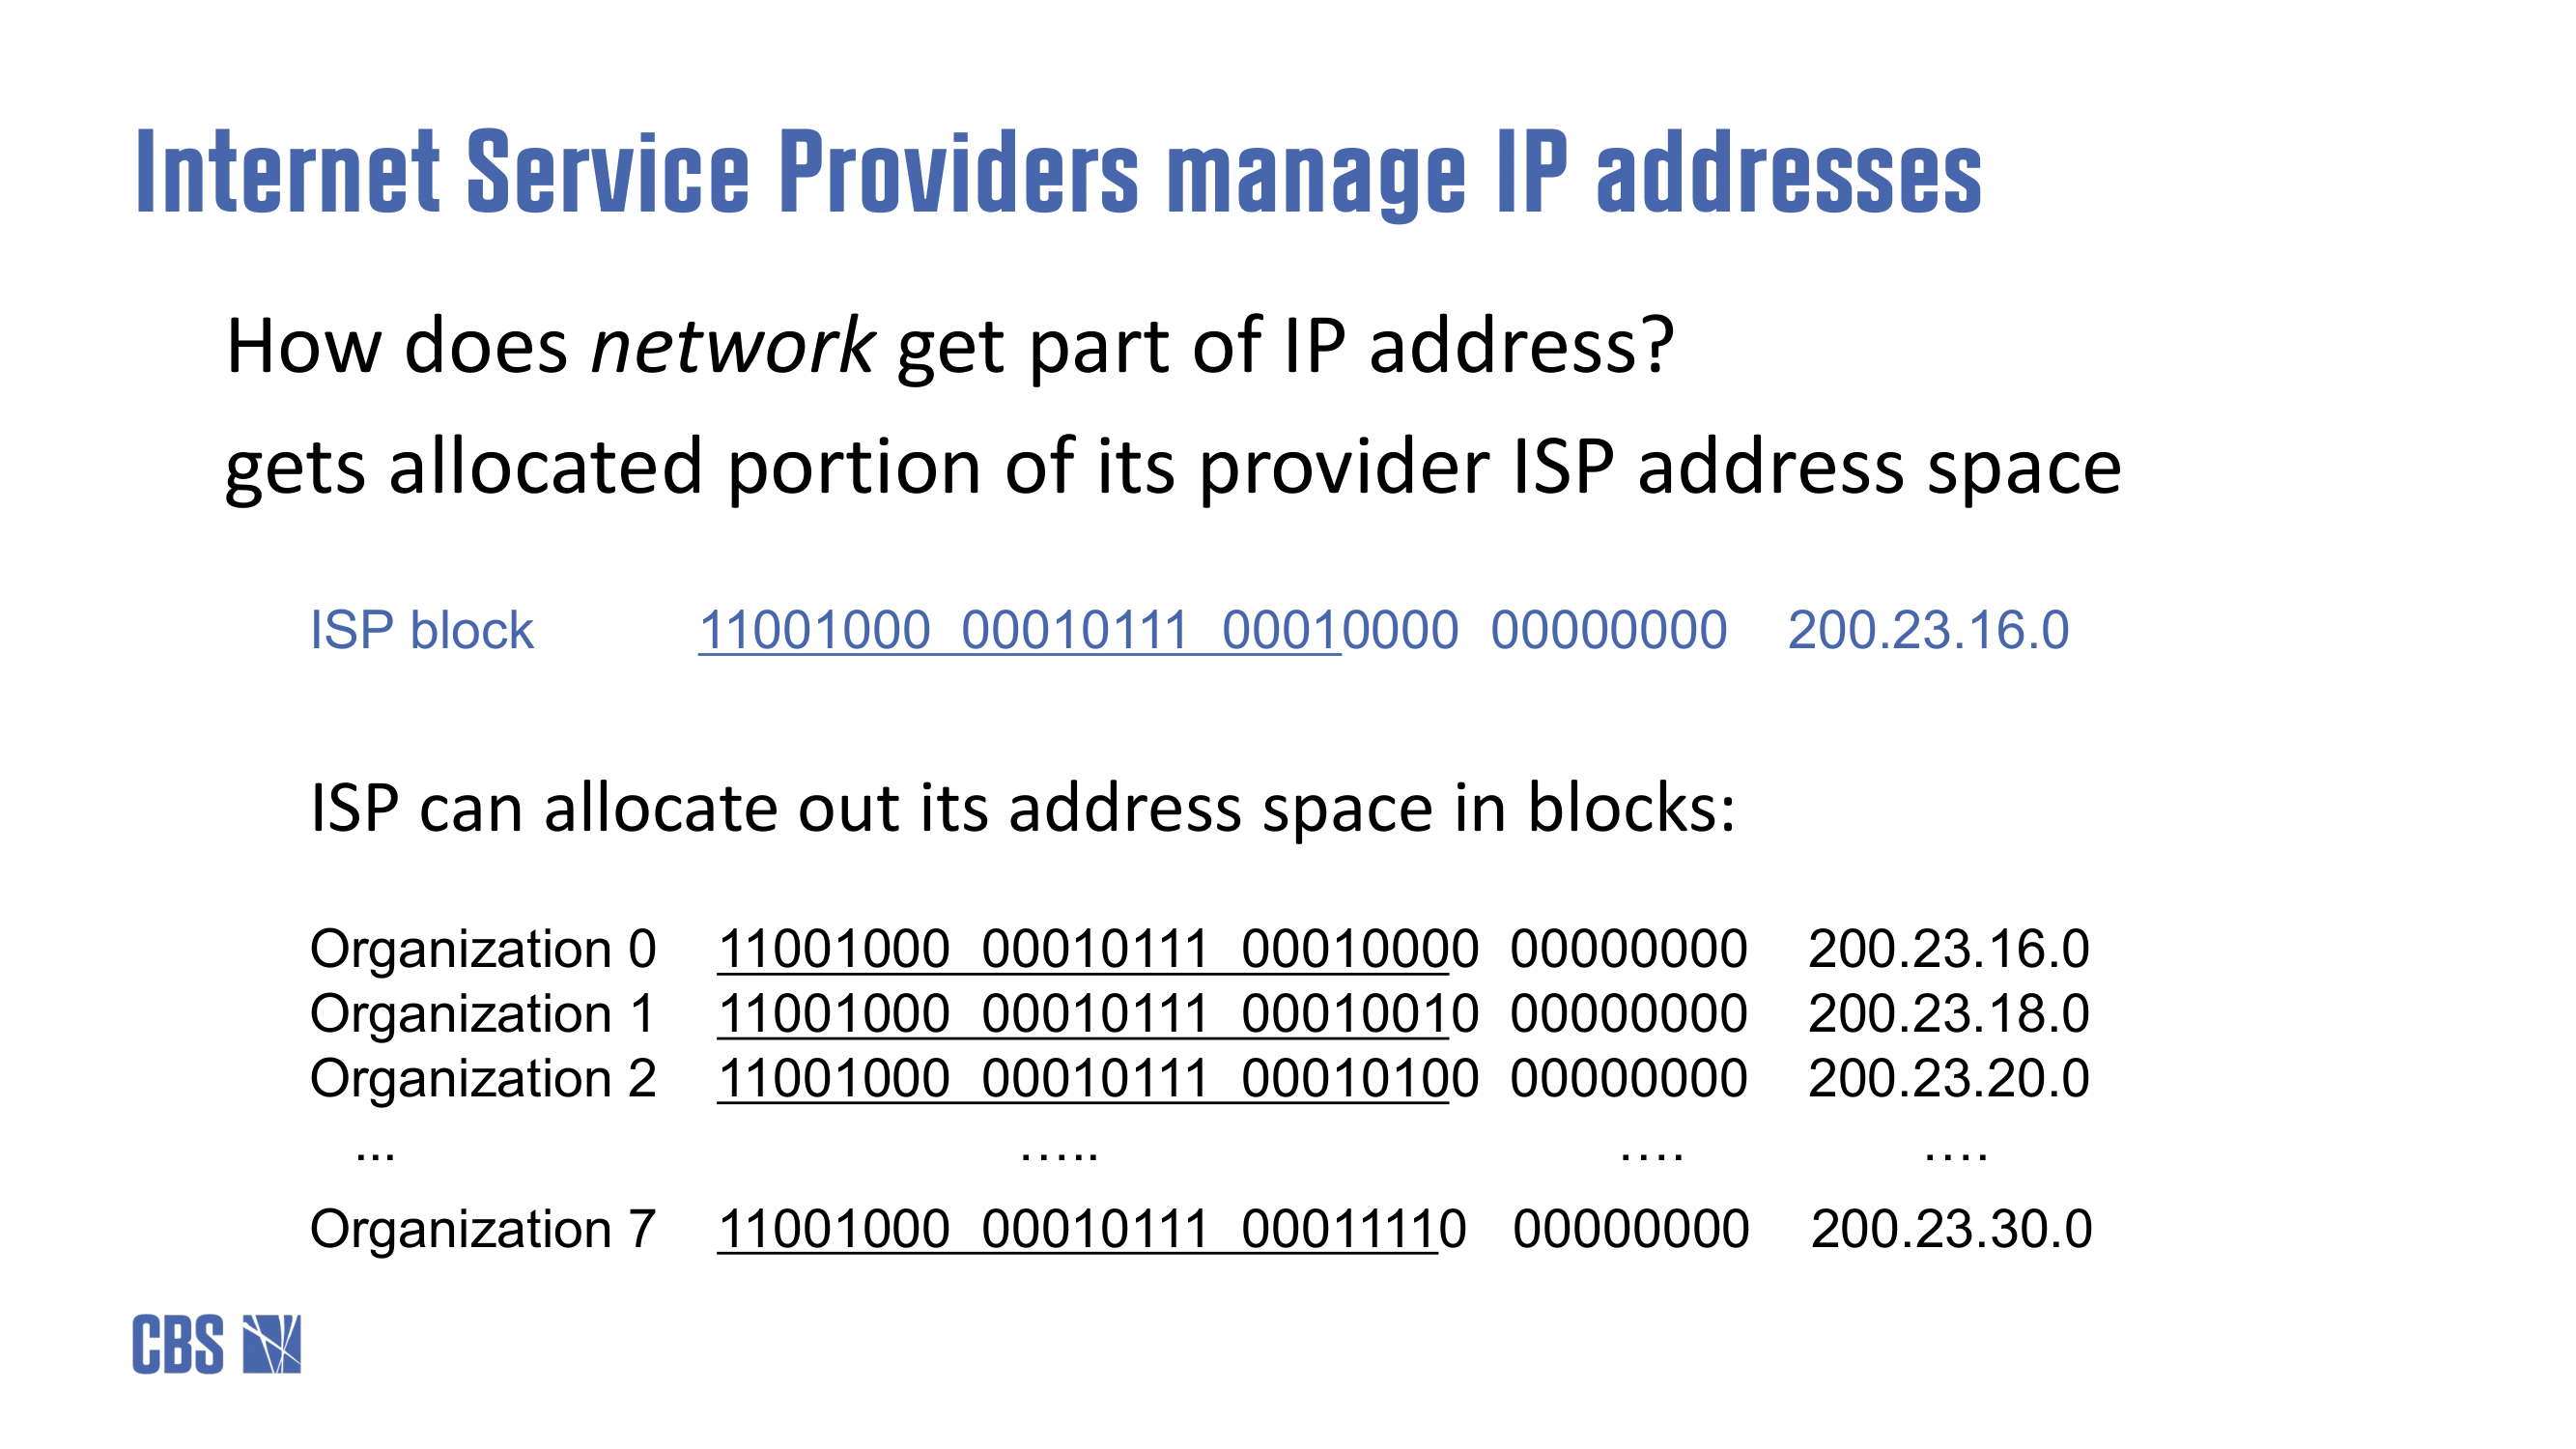 Internet Service Providers manage IP addresses
How does network get part of IP address?
gets allocated portion of its provider ISP address space
ISP block 11001000 00010111 00010000 00000000 200.23.16.0
ISP can allocate out its address space in blocks:
Organization 0 11001000 00010111 00010000 00000000 200.23.16.0
Organization 1 11001000 00010111 00010010 00000000 200.23.18.0
Organization 2 11001000 00010111 00010100 00000000 200.23.20.0
... ….. …. ….
Organization 7 11001000 00010111 00011110 00000000 200.23.30.0
CBS